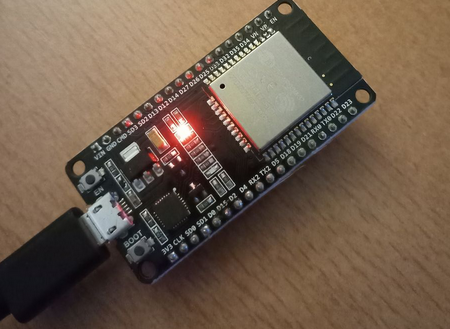 VIN GND CMD SD3 SD2 D13 D12 D14 D27 D26 D25 D33 D32 D35 D34 VN VP EN
EN
BOOT
3V3 CLK SD0 SD1 D0 D15 D2 D4 RX2 TX2 D5 D18 D19 D21 RX0 TX0 D22 D23